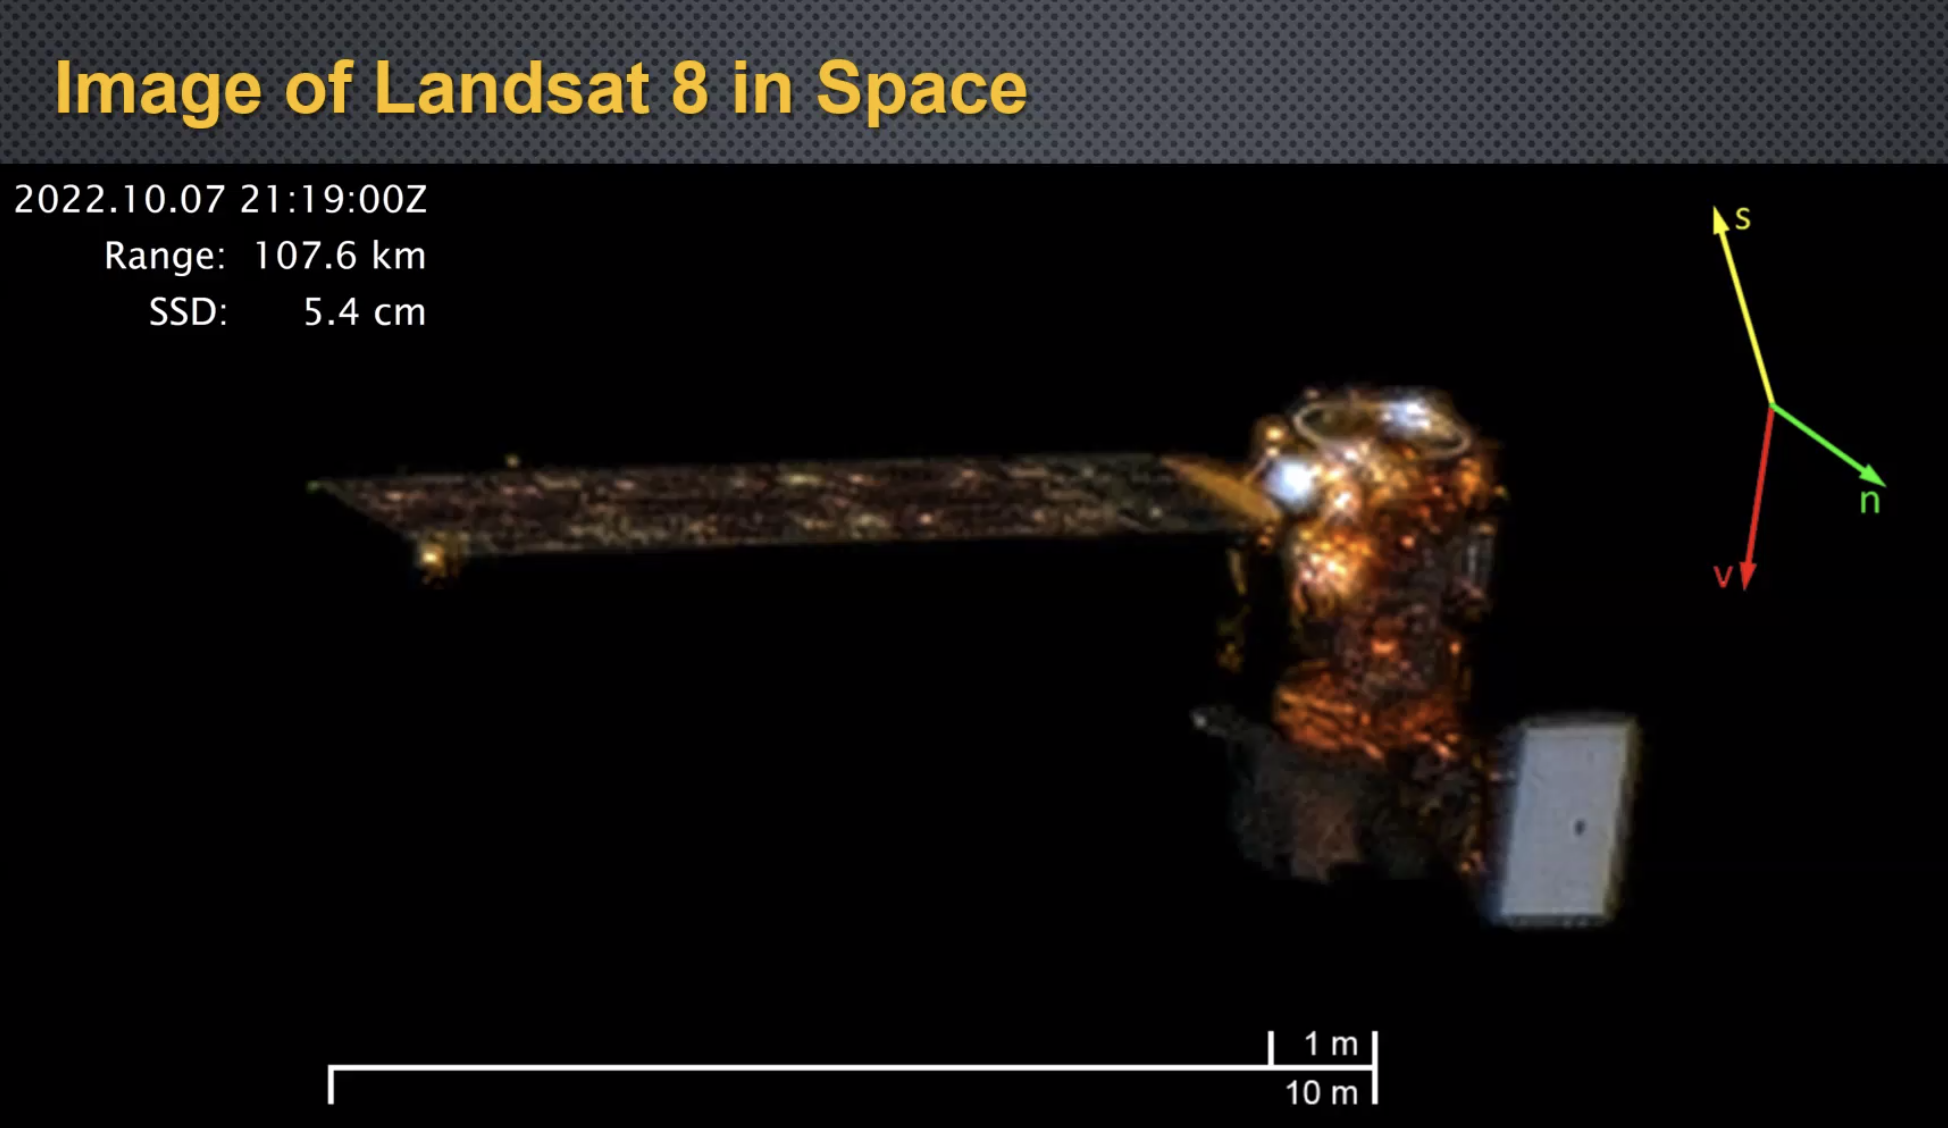 Image of Landsat 8 in Space
2022.10.07 21:19:00Z
Range: 107.6 km
SSD: 5.4 cm
s
n
v
1 m
10 m